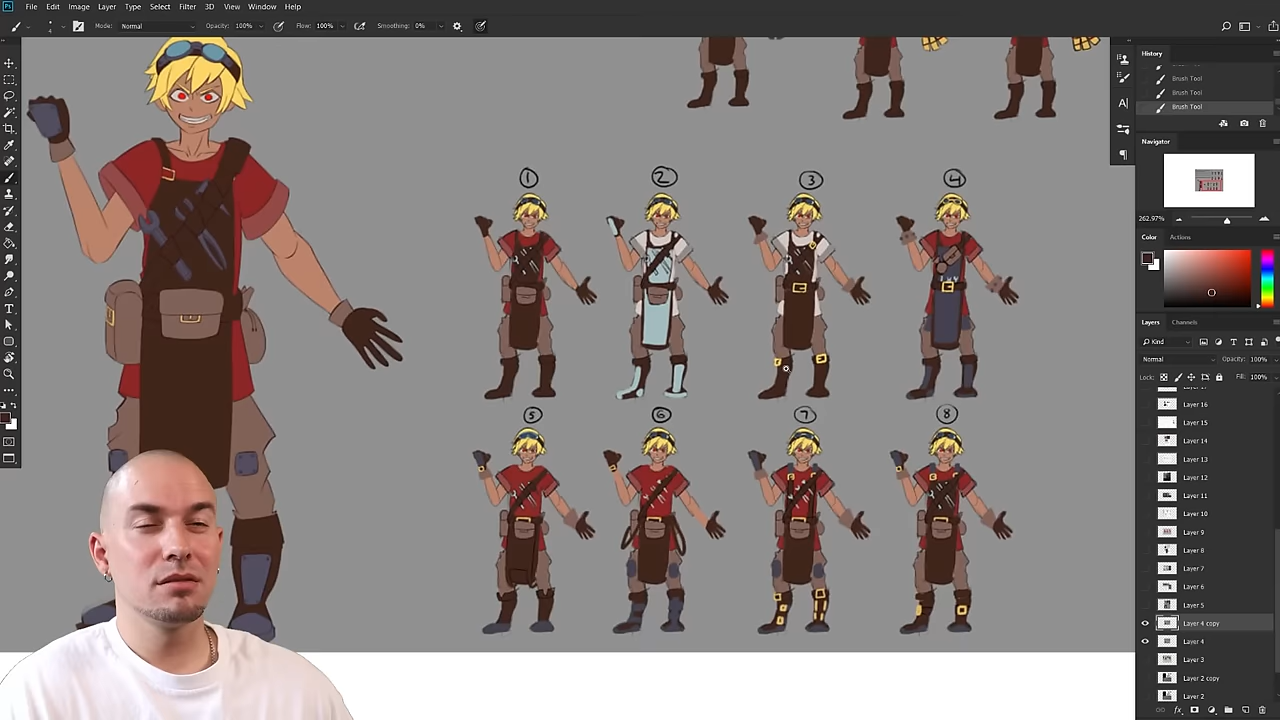 Ps File Edit Image Layer Type Select Filter 3D View Window Help
Mode: Normal Opacity: 100% Flow: 100% Smoothing: 0%
History
Brush Tool
Brush Tool
Brush Tool
Navigator
262.97%
Color Actions
Layers Channels
Kind
Normal Opacity: 100%
Lock: Fill: 100%
Layer 16
Layer 15
Layer 14
Layer 13
Layer 12
Layer 11
Layer 10
Layer 9
Layer 8
Layer 7
Layer 6
Layer 5
Layer 4 copy
Layer 4
Layer 3
Layer 2 copy
Layer 2
1 2 3 4
5 6 7 8